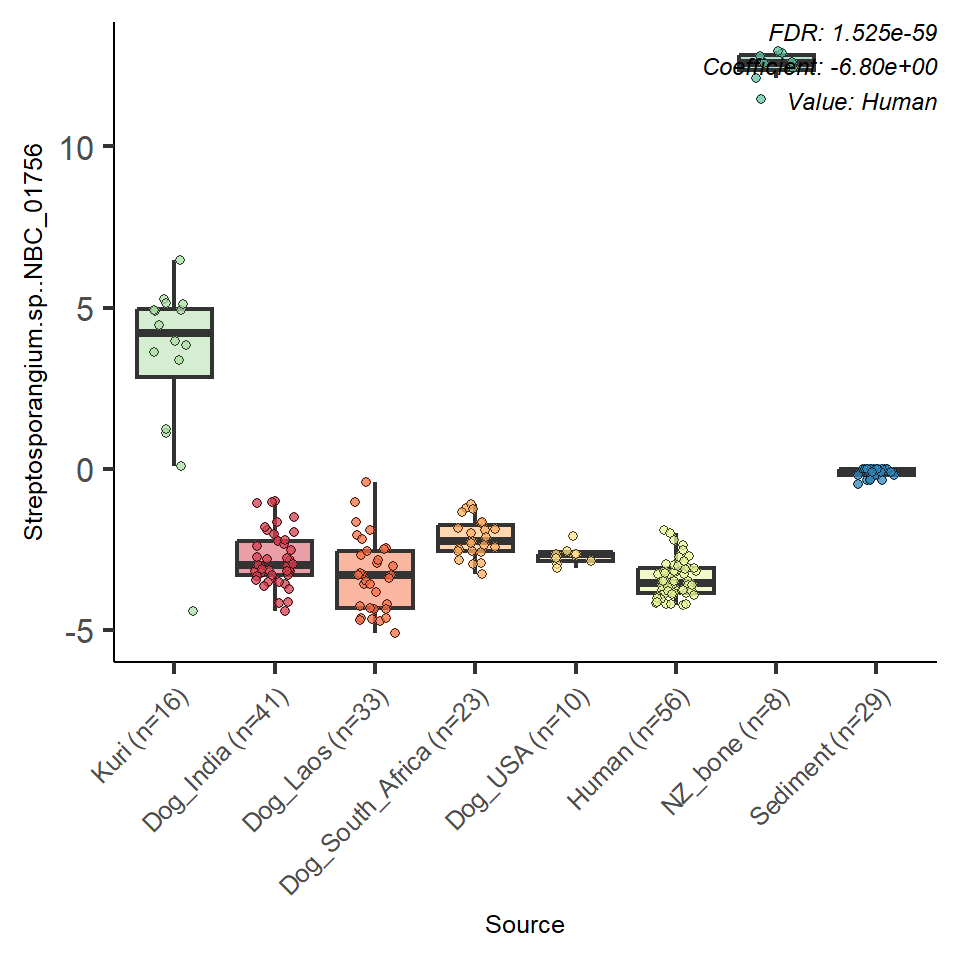 FDR: 1.525e-59
Coefficient: -6.80e+00
Value: Human
Streptosporangium.sp..NBC_01756
10
5
0
-5
Kuri (n=16)
Dog_India (n=41)
Dog_Laos (n=33)
Dog_South_Africa (n=23)
Dog_USA (n=10)
Human (n=56)
NZ_bone (n=8)
Sediment (n=29)
Source